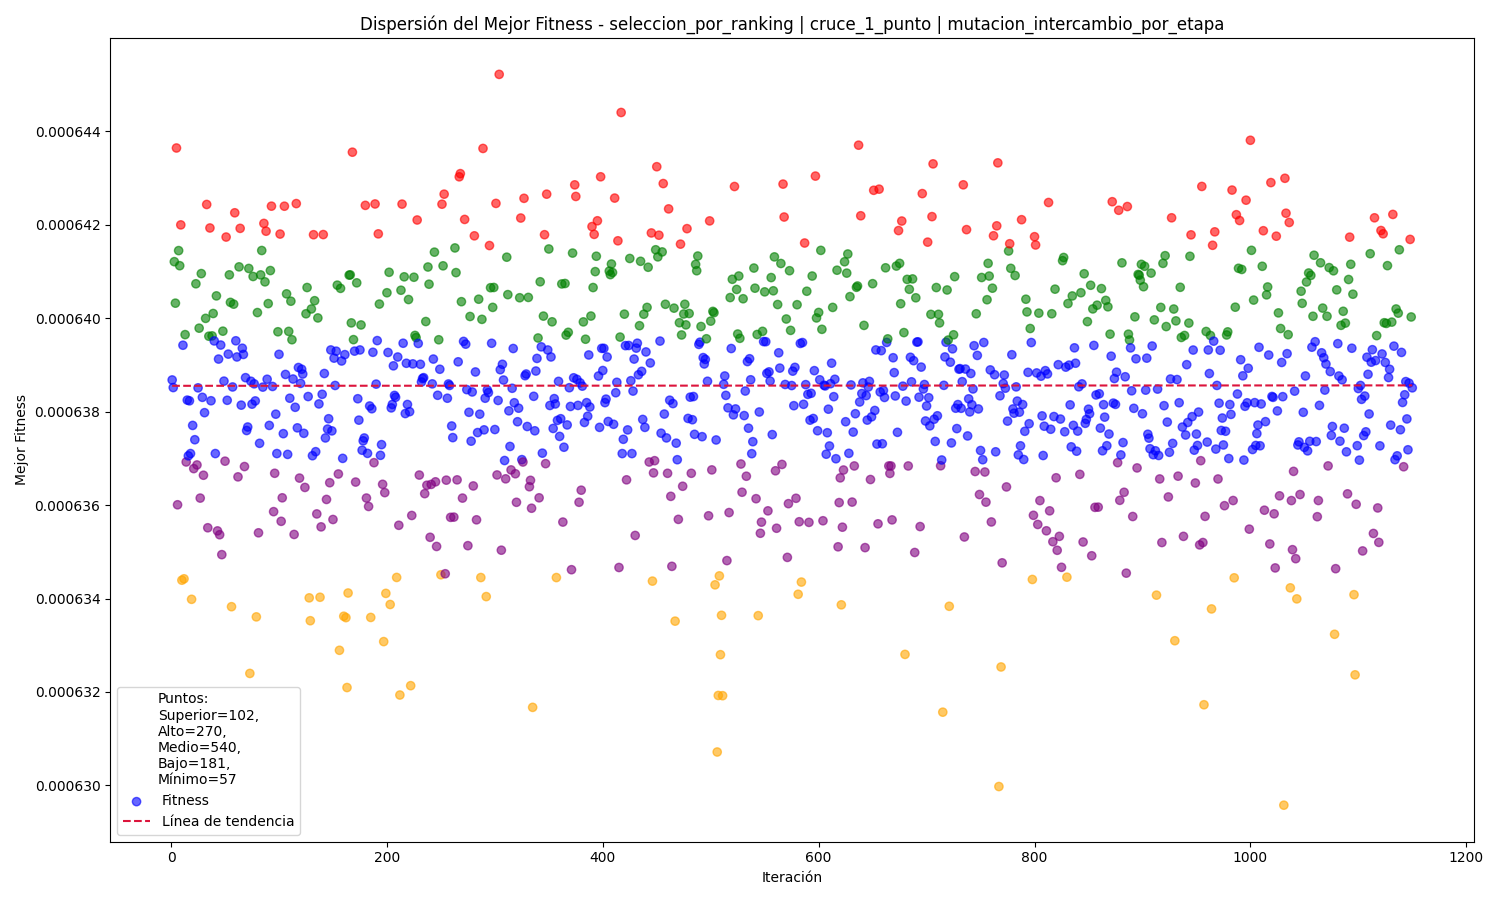 Dispersión del Mejor Fitness - seleccion_por_ranking | cruce_1_punto | mutacion_intercambio_por_etapa
Mejor Fitness
0.000644
0.000642
0.000640
0.000638
0.000636
0.000634
0.000632
0.000630
Puntos:
Superior=102,
Alto=270,
Medio=540,
Bajo=181,
Mínimo=57
Fitness
Línea de tendencia
0 200 400 600 800 1000 1200
Iteración